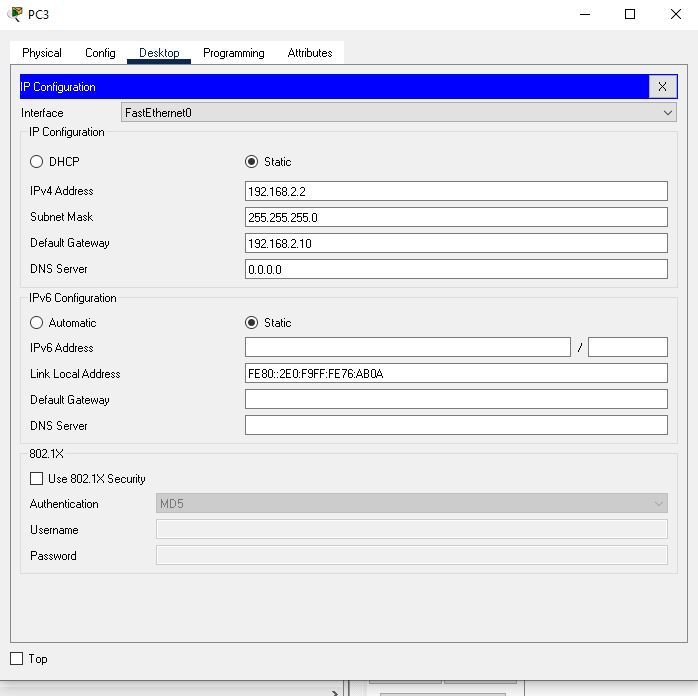 PC3
Physical Config Desktop Programming Attributes
IP Configuration X
Interface FastEthernet0
IP Configuration
DHCP Static
IPv4 Address 192.168.2.2
Subnet Mask 255.255.255.0
Default Gateway 192.168.2.10
DNS Server 0.0.0.0
IPv6 Configuration
Automatic Static
IPv6 Address /
Link Local Address FE80::2E0:F9FF:FE76:AB0A
Default Gateway
DNS Server
802.1X
Use 802.1X Security
Authentication MD5
Username
Password
Top